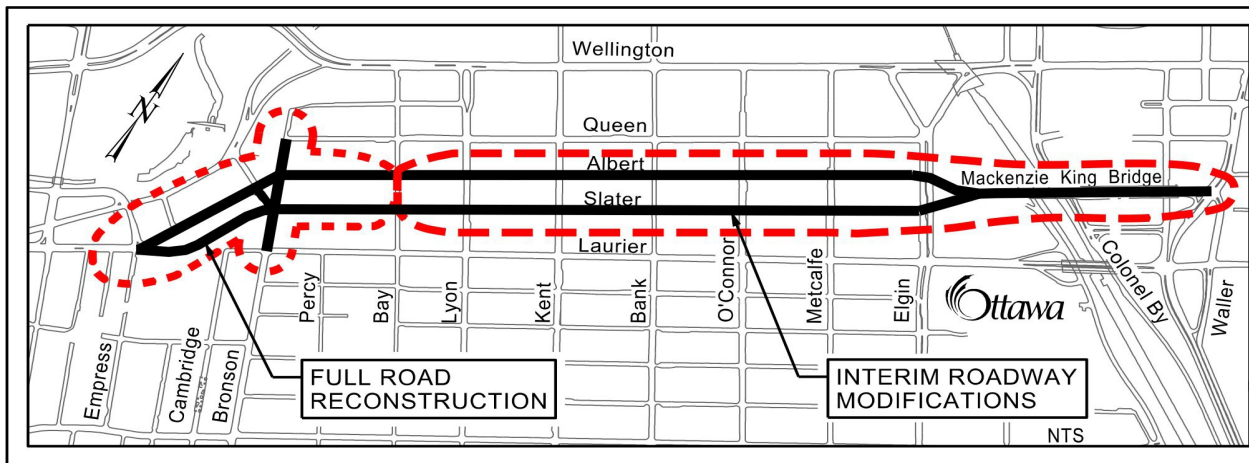 Wellington
N
Queen
Albert
Mackenzie King Bridge
Slater
Laurier
Empress
Cambridge
Bronson
Percy
Bay
Lyon
Kent
Bank
O'Connor
Metcalfe
Elgin
Ottawa
Colonel By
Waller
FULL ROAD
RECONSTRUCTION
INTERIM ROADWAY
MODIFICATIONS
NTS